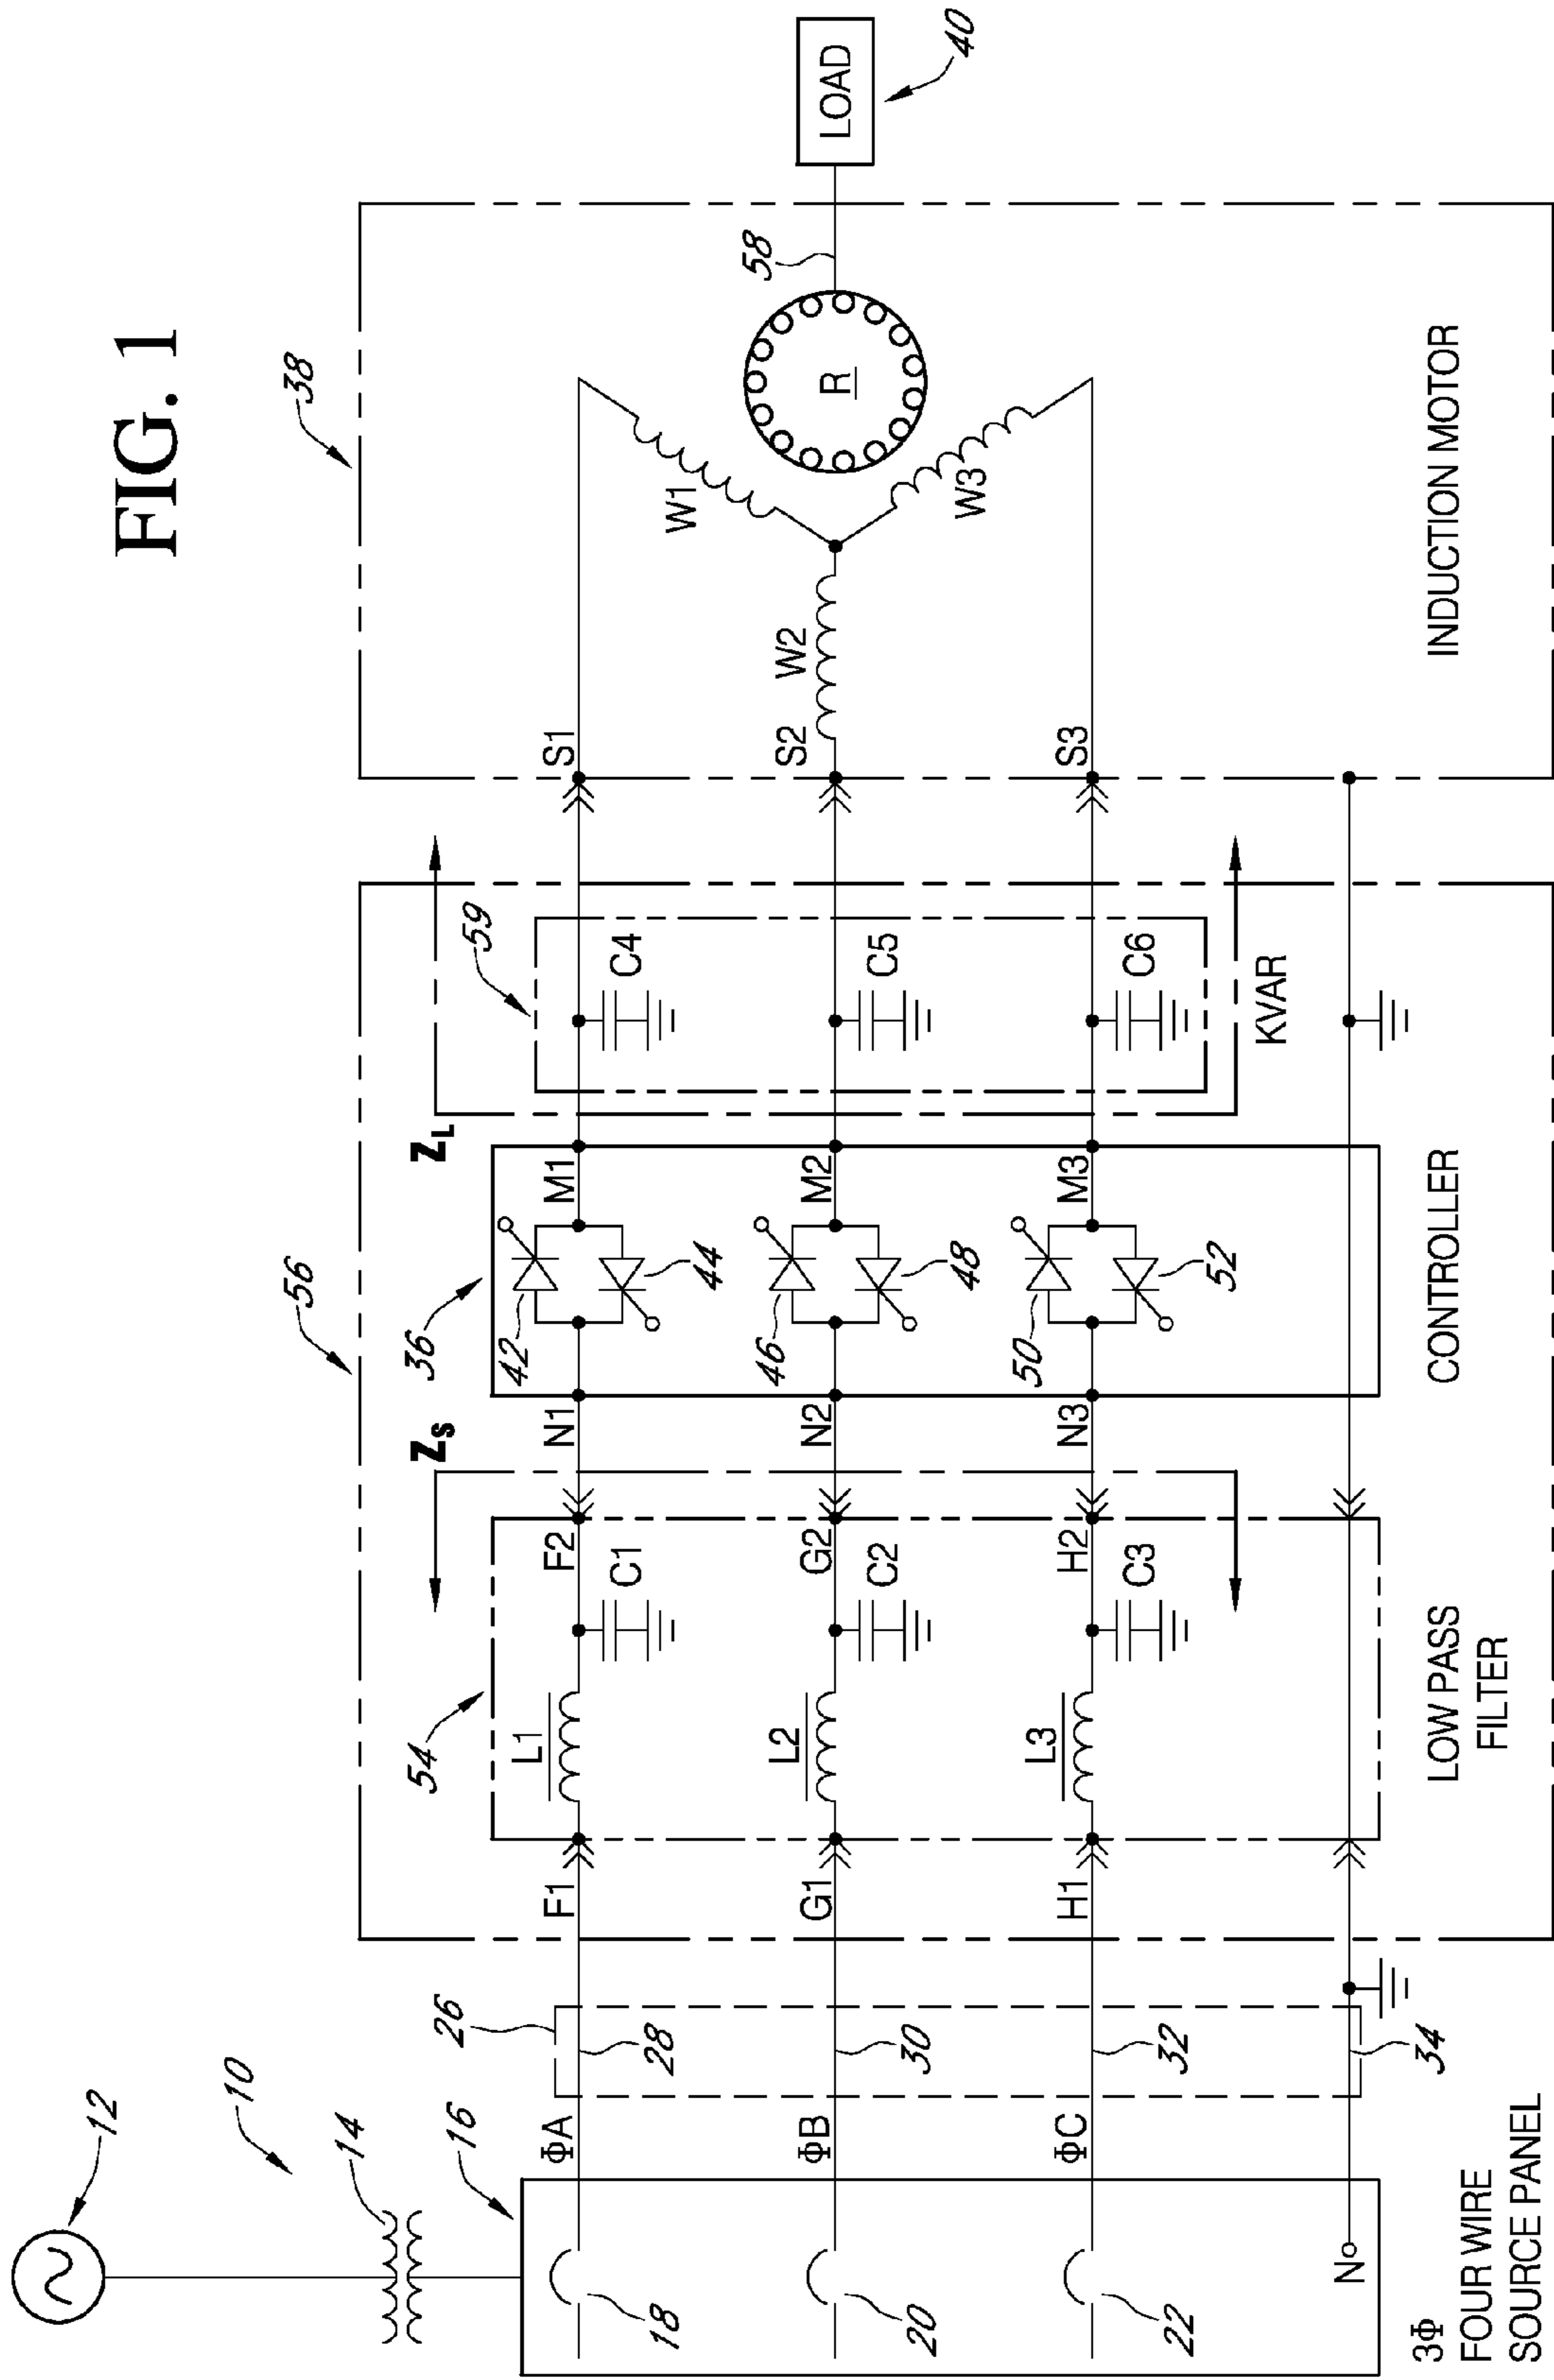 FIG. 1
12
10
14
16
18
20
22
ΦA
ΦB
ΦC
N
3Φ
FOUR WIRE
SOURCE PANEL
26
28
30
32
34
56
54
F1
L1
C1
F2
G1
L2
C2
G2
H1
L3
C3
H2
LOW PASS
FILTER
ZS
36
N1
42
44
M1
N2
46
48
M2
N3
50
52
M3
CONTROLLER
ZL
59
C4
C5
C6
KVAR
38
S1
S2
S3
W1
W2
W3
R
58
INDUCTION MOTOR
LOAD
40